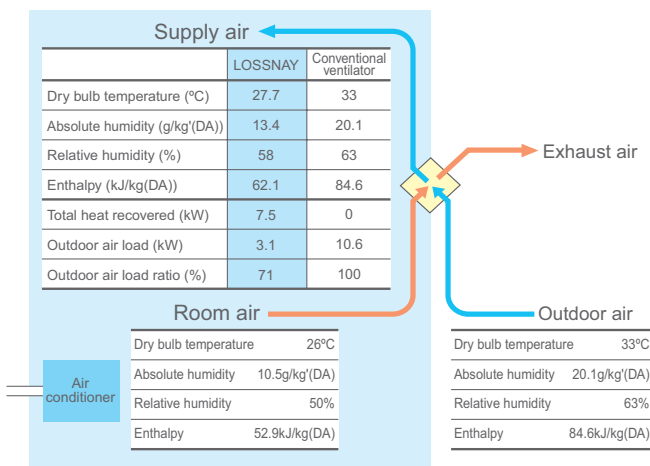 Supply air
LOSSNAY Conventional
ventilator
Dry bulb temperature (ºC) 27.7 33
Absolute humidity (g/kg'(DA)) 13.4 20.1
Relative humidity (%) 58 63
Enthalpy (kJ/kg(DA)) 62.1 84.6
Total heat recovered (kW) 7.5 0
Outdoor air load (kW) 3.1 10.6
Outdoor air load ratio (%) 71 100
Exhaust air
Room air
Dry bulb temperature 26ºC
Absolute humidity 10.5g/kg'(DA)
Relative humidity 50%
Enthalpy 52.9kJ/kg(DA)
Air
conditioner
Outdoor air
Dry bulb temperature 33ºC
Absolute humidity 20.1g/kg'(DA)
Relative humidity 63%
Enthalpy 84.6kJ/kg(DA)